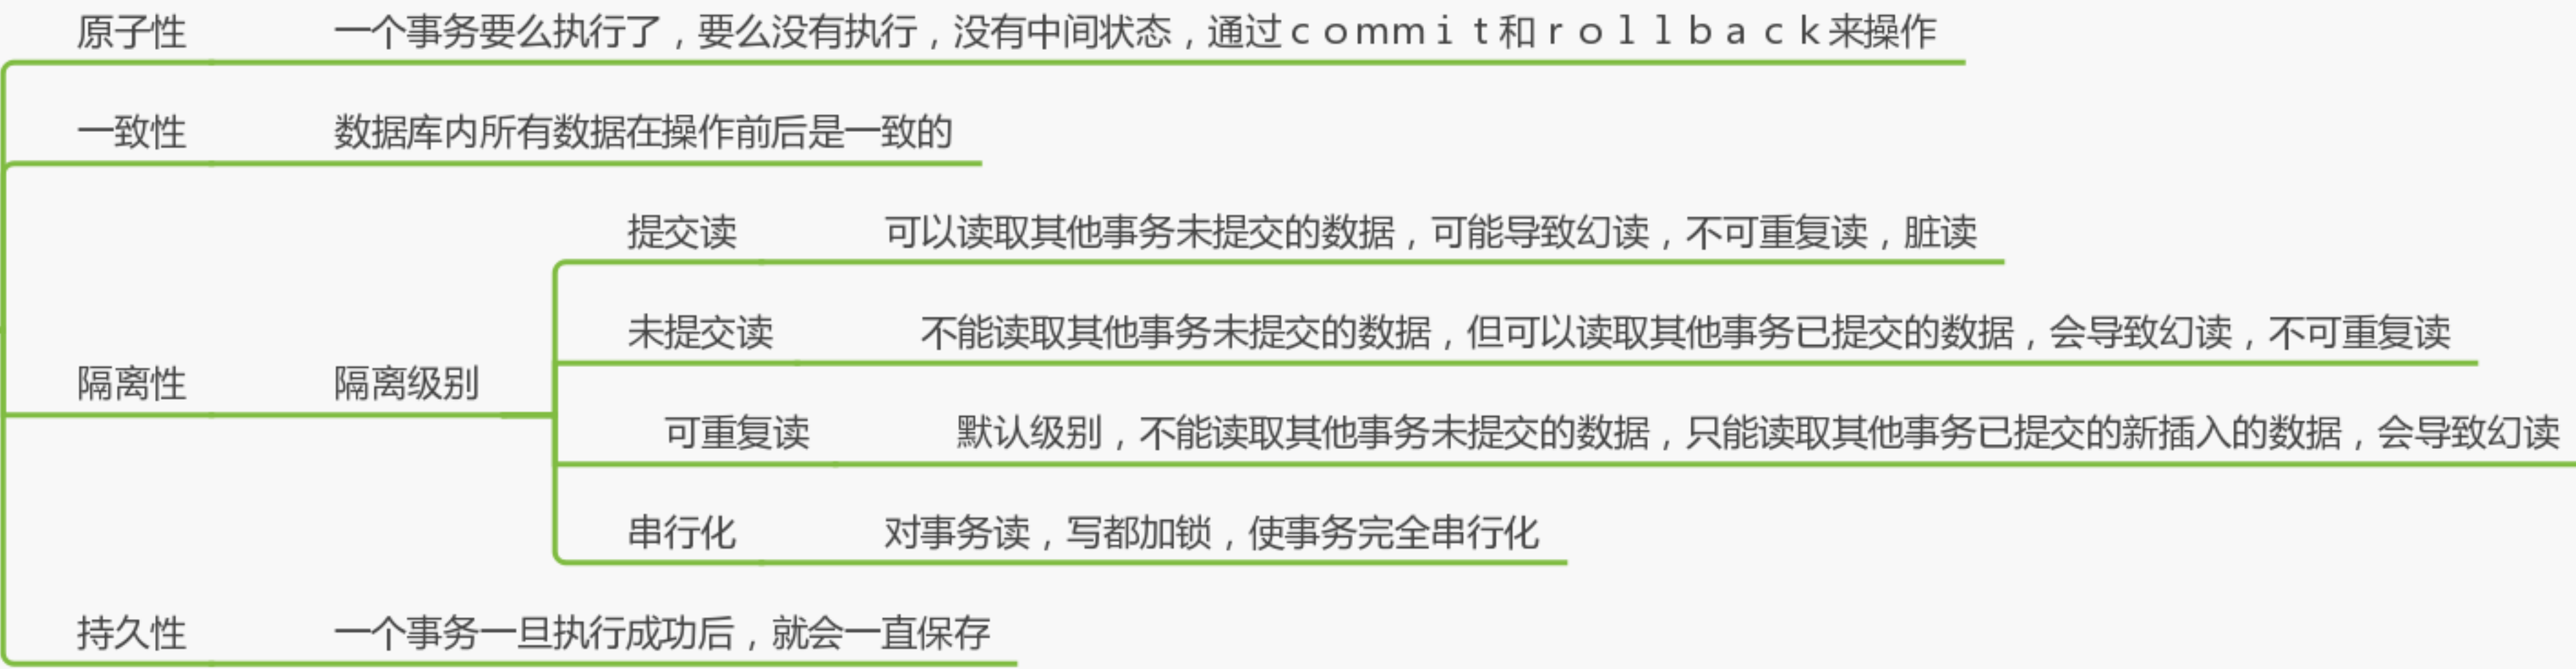 原子性 一个事务要么执行了，要么没有执行，没有中间状态，通过ｃｏｍｍｉｔ和ｒｏｌｌｂａｃｋ来操作
一致性 数据库内所有数据在操作前后是一致的
提交读 可以读取其他事务未提交的数据，可能导致幻读，不可重复读，脏读
未提交读 不能读取其他事务未提交的数据，但可以读取其他事务已提交的数据，会导致幻读，不可重复读
隔离性 隔离级别
可重复读 默认级别，不能读取其他事务未提交的数据，只能读取其他事务已提交的新插入的数据，会导致幻读
串行化 对事务读，写都加锁，使事务完全串行化
持久性 一个事务一旦执行成功后，就会一直保存